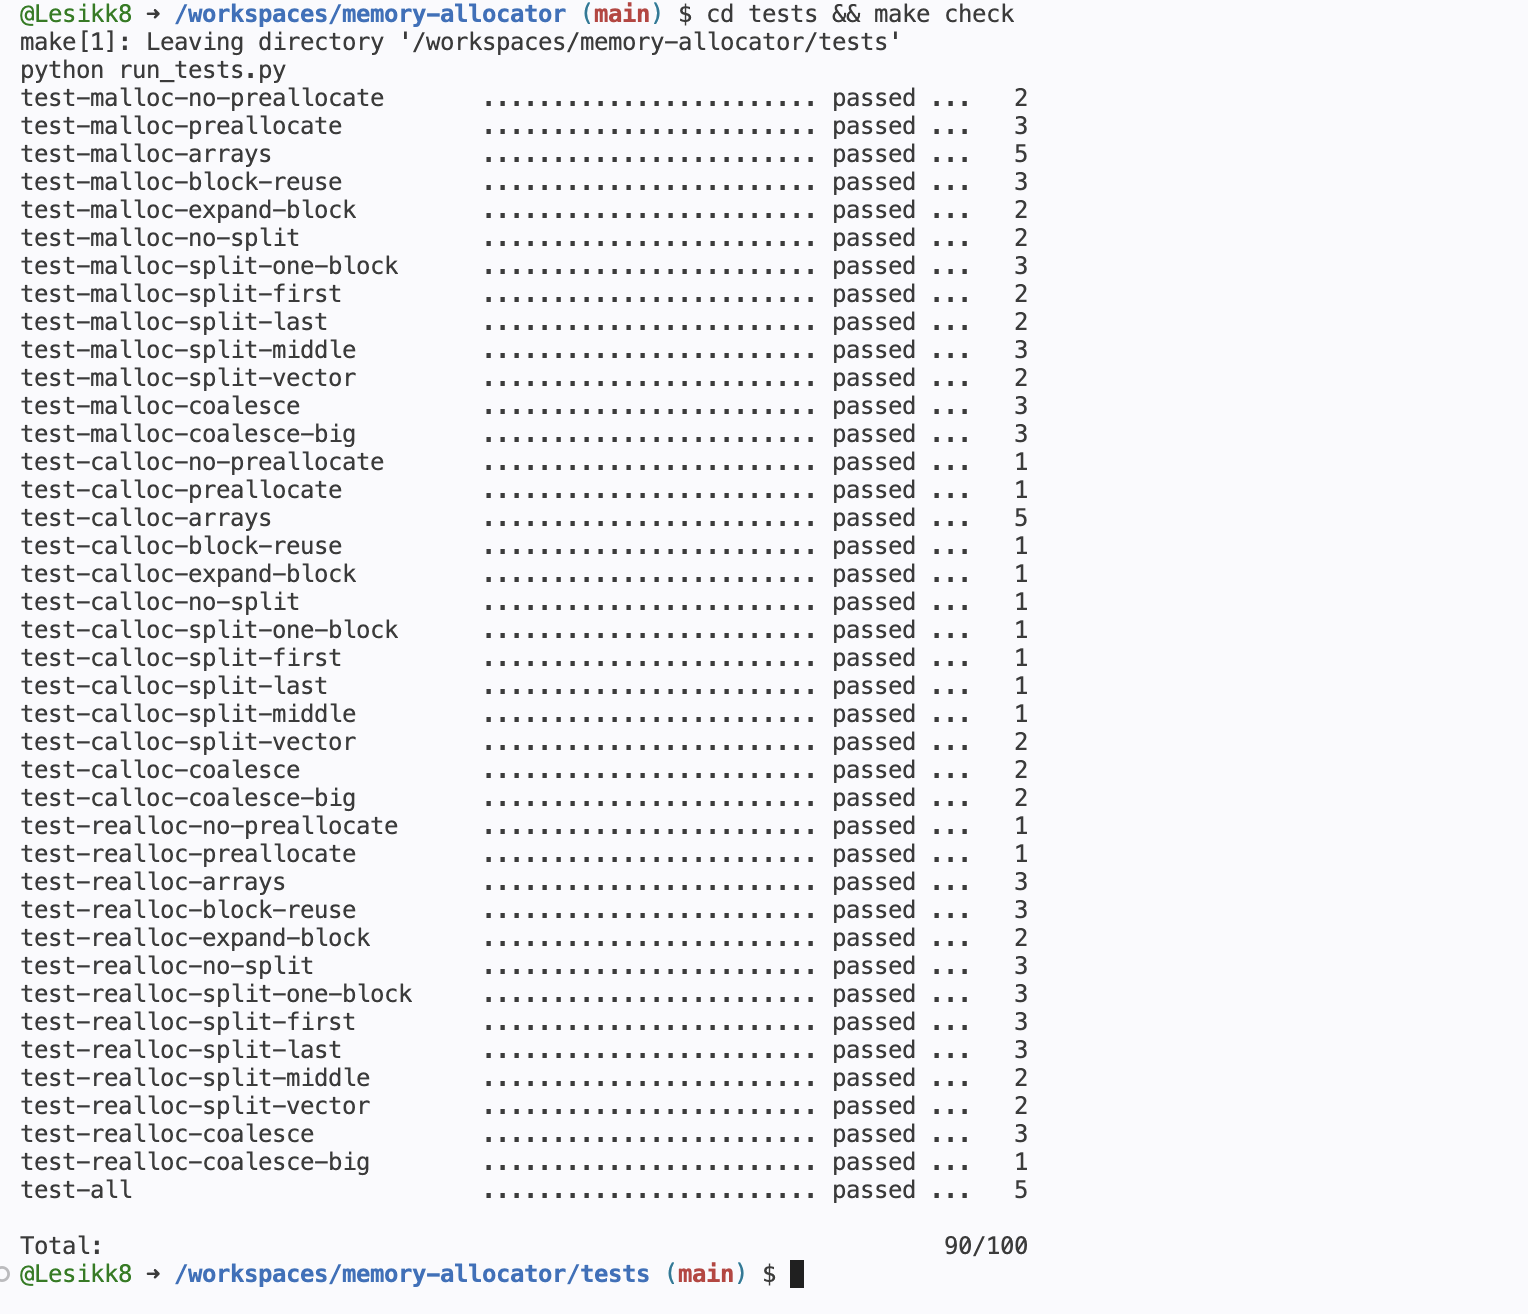 @Lesikk8 → /workspaces/memory-allocator (main) $ cd tests && make check
make[1]: Leaving directory '/workspaces/memory-allocator/tests'
python run_tests.py
test-malloc-no-preallocate ........................ passed ... 2
test-malloc-preallocate ........................ passed ... 3
test-malloc-arrays ........................ passed ... 5
test-malloc-block-reuse ........................ passed ... 3
test-malloc-expand-block ........................ passed ... 2
test-malloc-no-split ........................ passed ... 2
test-malloc-split-one-block ........................ passed ... 3
test-malloc-split-first ........................ passed ... 2
test-malloc-split-last ........................ passed ... 2
test-malloc-split-middle ........................ passed ... 3
test-malloc-split-vector ........................ passed ... 2
test-malloc-coalesce ........................ passed ... 3
test-malloc-coalesce-big ........................ passed ... 3
test-calloc-no-preallocate ........................ passed ... 1
test-calloc-preallocate ........................ passed ... 1
test-calloc-arrays ........................ passed ... 5
test-calloc-block-reuse ........................ passed ... 1
test-calloc-expand-block ........................ passed ... 1
test-calloc-no-split ........................ passed ... 1
test-calloc-split-one-block ........................ passed ... 1
test-calloc-split-first ........................ passed ... 1
test-calloc-split-last ........................ passed ... 1
test-calloc-split-middle ........................ passed ... 1
test-calloc-split-vector ........................ passed ... 2
test-calloc-coalesce ........................ passed ... 2
test-calloc-coalesce-big ........................ passed ... 2
test-realloc-no-preallocate ........................ passed ... 1
test-realloc-preallocate ........................ passed ... 1
test-realloc-arrays ........................ passed ... 3
test-realloc-block-reuse ........................ passed ... 3
test-realloc-expand-block ........................ passed ... 2
test-realloc-no-split ........................ passed ... 3
test-realloc-split-one-block ........................ passed ... 3
test-realloc-split-first ........................ passed ... 3
test-realloc-split-last ........................ passed ... 3
test-realloc-split-middle ........................ passed ... 2
test-realloc-split-vector ........................ passed ... 2
test-realloc-coalesce ........................ passed ... 3
test-realloc-coalesce-big ........................ passed ... 1
test-all ........................ passed ... 5
Total: 90/100
@Lesikk8 → /workspaces/memory-allocator/tests (main) $